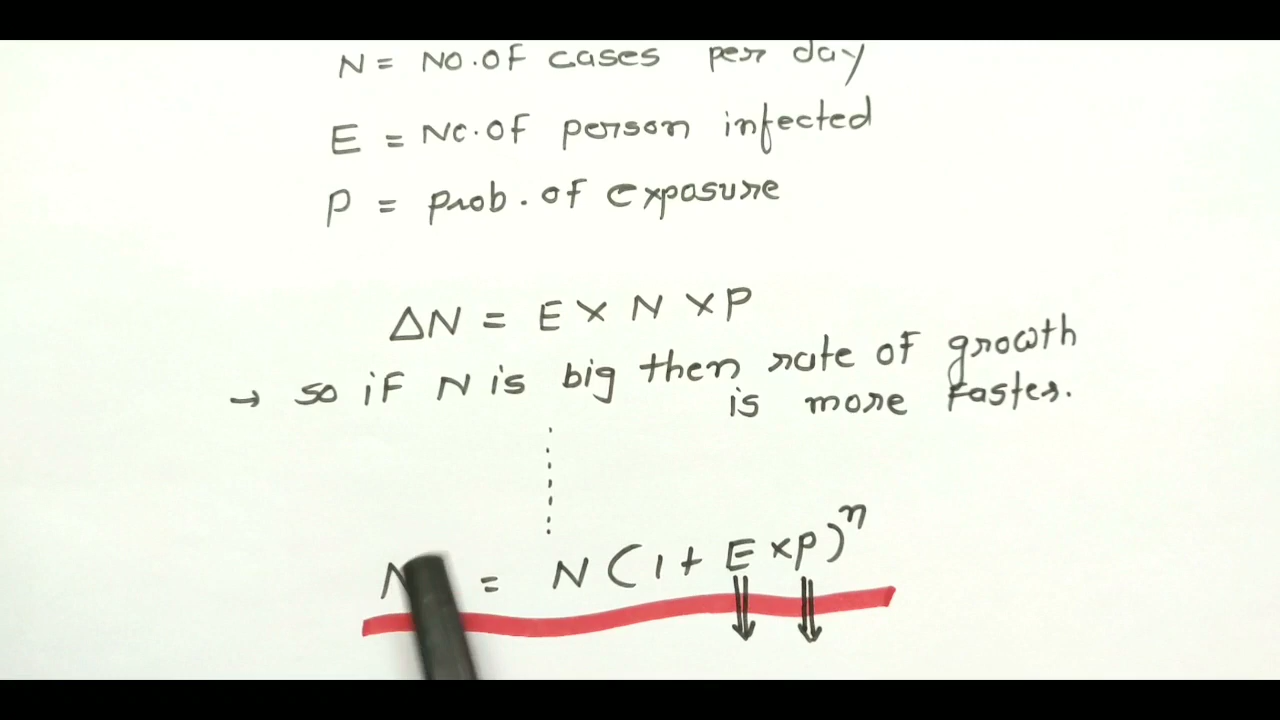 N = NO.OF cases per day
E = NO.OF person infected
P = prob. of exposure
ΔN = E × N × P
→ so if N is big then rate of growth
is more faster.
N = N (1 + E × P)ⁿ